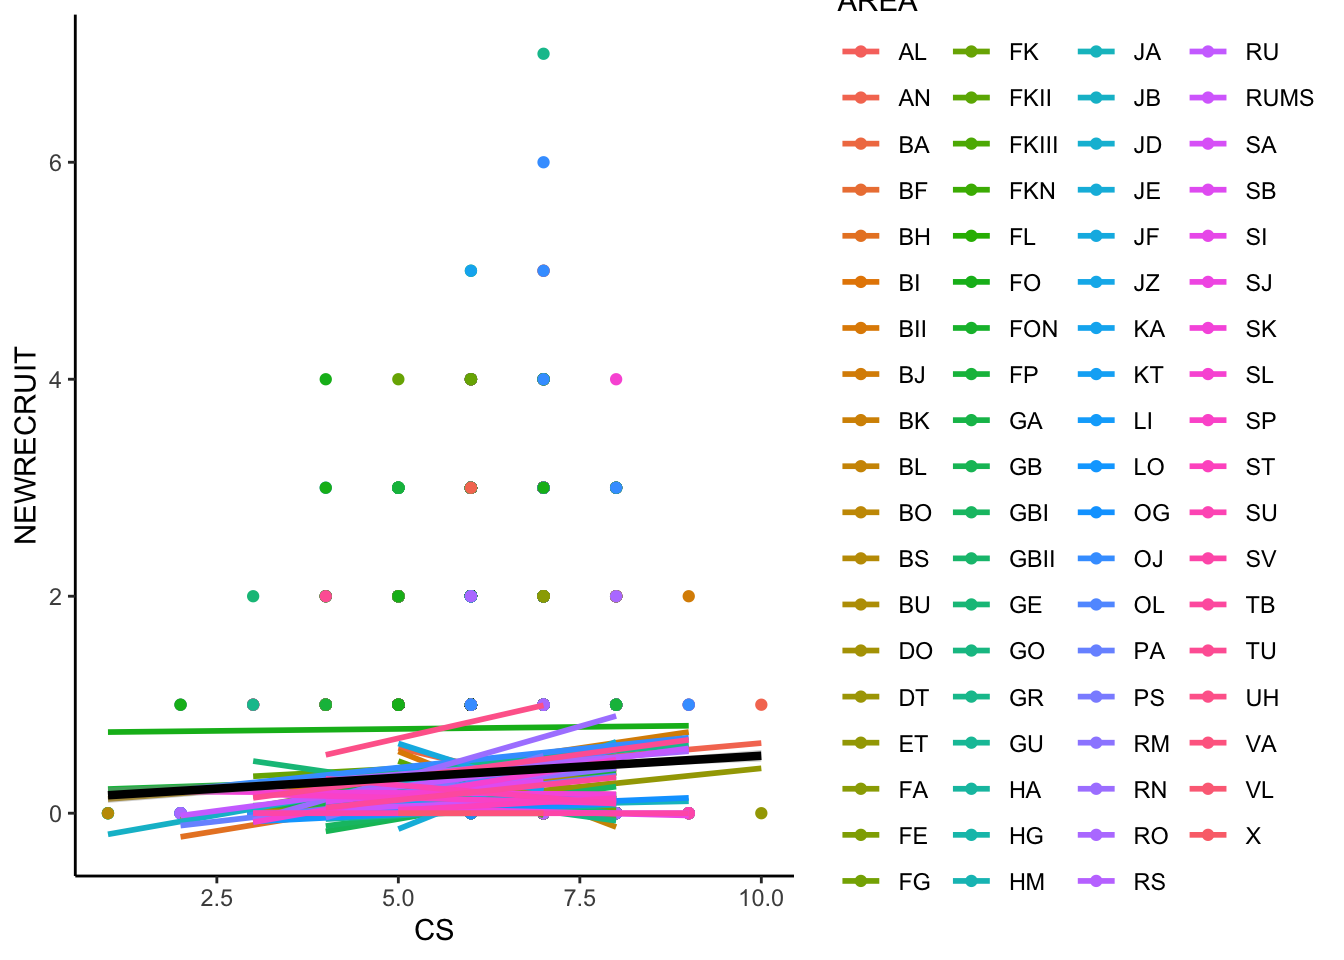 AREA
AL FK JA RU
AN FKII JB RUMS
BA FKIII JD SA
BF FKN JE SB
BH FL JF SI
BI FO JZ SJ
BII FON KA SK
BJ FP KT SL
BK GA LI SP
BL GB LO ST
BO GBI OG SU
BS GBII OJ SV
BU GE OL TB
DO GO PA TU
DT GR PS UH
ET GU RM VA
FA HA RN VL
FE HG RO X
FG HM RS
NEWRECRUIT
6
4
2
0
2.5 5.0 7.5 10.0
CS